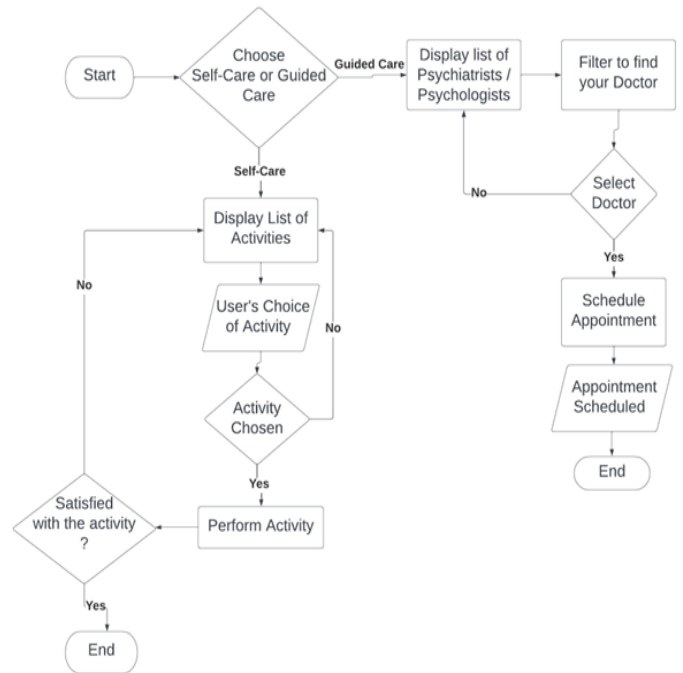 Start
Choose
Self-Care or Guided
Care
Guided Care
Display list of
Psychiatrists /
Psychologists
Filter to find
your Doctor
Select
Doctor
No
Yes
Schedule
Appointment
Appointment
Scheduled
End
Self-Care
Display List of
Activities
User's Choice
of Activity
No
Activity
Chosen
Yes
Perform Activity
Satisfied
with the activity
?
No
Yes
End